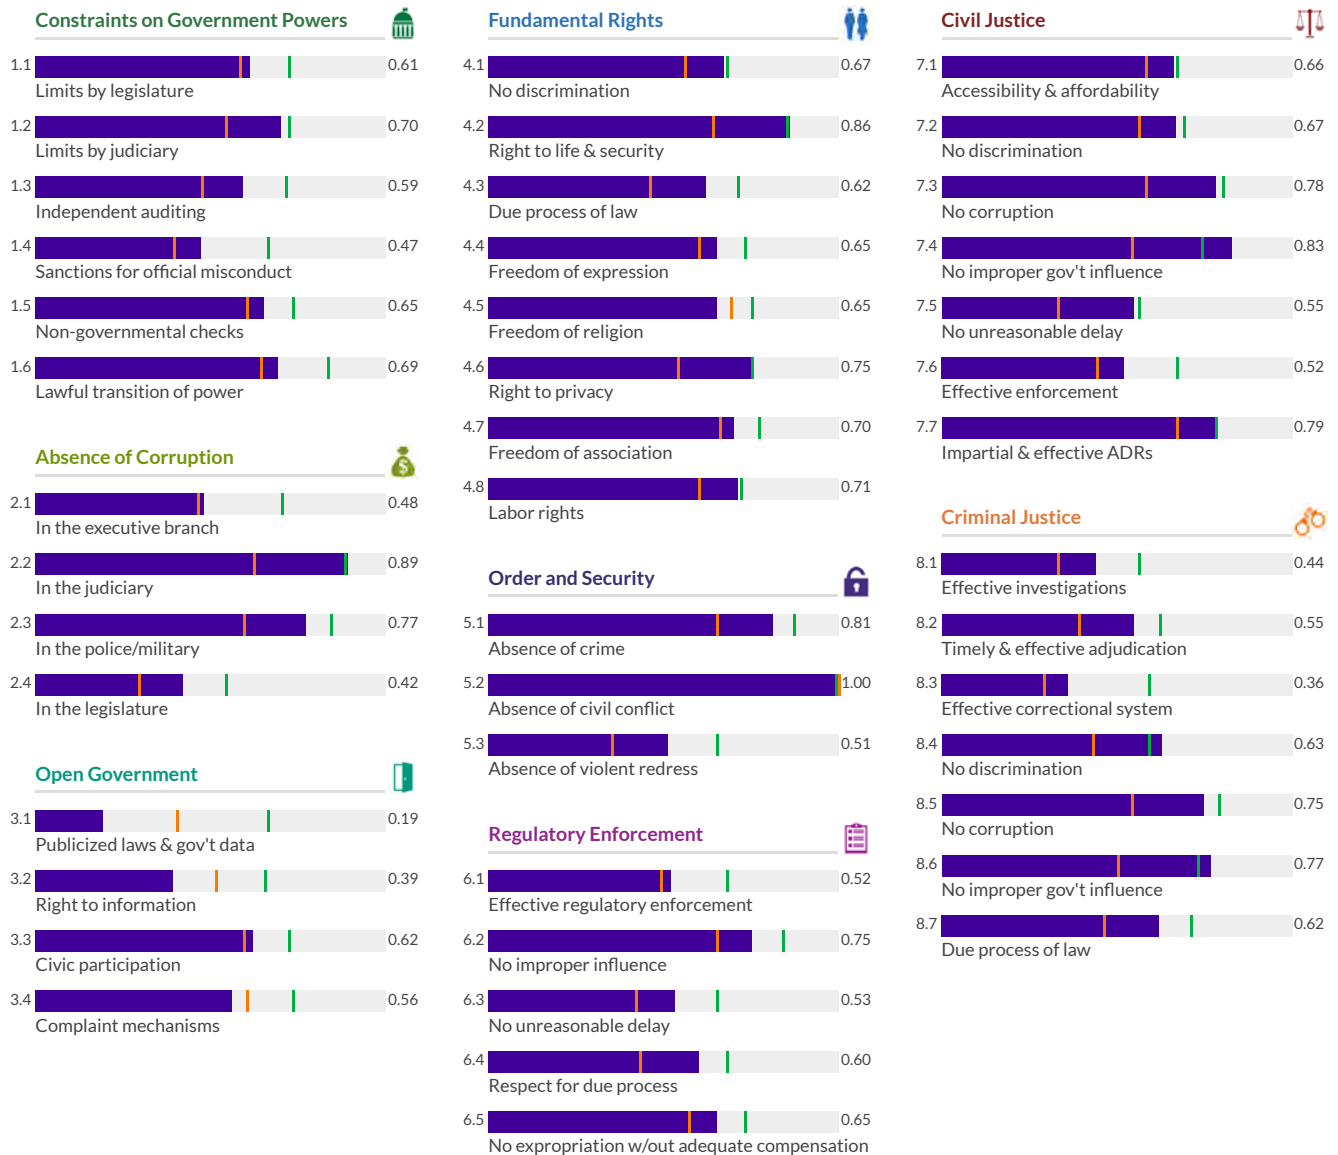 Constraints on Government Powers
1.1 0.61
Limits by legislature
1.2 0.70
Limits by judiciary
1.3 0.59
Independent auditing
1.4 0.47
Sanctions for official misconduct
1.5 0.65
Non-governmental checks
1.6 0.69
Lawful transition of power
Absence of Corruption
$
2.1 0.48
In the executive branch
2.2 0.89
In the judiciary
2.3 0.77
In the police/military
2.4 0.42
In the legislature
Open Government
3.1 0.19
Publicized laws & gov't data
3.2 0.39
Right to information
3.3 0.62
Civic participation
3.4 0.56
Complaint mechanisms
Fundamental Rights
4.1 0.67
No discrimination
4.2 0.86
Right to life & security
4.3 0.62
Due process of law
4.4 0.65
Freedom of expression
4.5 0.65
Freedom of religion
4.6 0.75
Right to privacy
4.7 0.70
Freedom of association
4.8 0.71
Labor rights
Order and Security
5.1 0.81
Absence of crime
5.2 1.00
Absence of civil conflict
5.3 0.51
Absence of violent redress
Regulatory Enforcement
6.1 0.52
Effective regulatory enforcement
6.2 0.75
No improper influence
6.3 0.53
No unreasonable delay
6.4 0.60
Respect for due process
6.5 0.65
No expropriation w/out adequate compensation
Civil Justice
7.1 0.66
Accessibility & affordability
7.2 0.67
No discrimination
7.3 0.78
No corruption
7.4 0.83
No improper gov't influence
7.5 0.55
No unreasonable delay
7.6 0.52
Effective enforcement
7.7 0.79
Impartial & effective ADRs
Criminal Justice
8.1 0.44
Effective investigations
8.2 0.55
Timely & effective adjudication
8.3 0.36
Effective correctional system
8.4 0.63
No discrimination
8.5 0.75
No corruption
8.6 0.77
No improper gov't influence
8.7 0.62
Due process of law